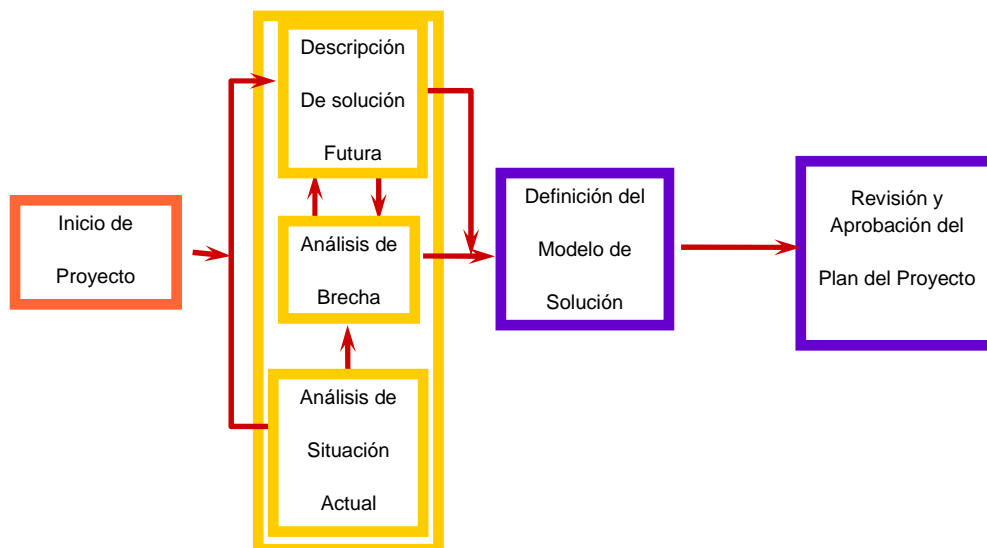 Inicio de
Proyecto
Descripción
De solución
Futura
Análisis de
Brecha
Análisis de
Situación
Actual
Definición del
Modelo de
Solución
Revisión y
Aprobación del
Plan del Proyecto